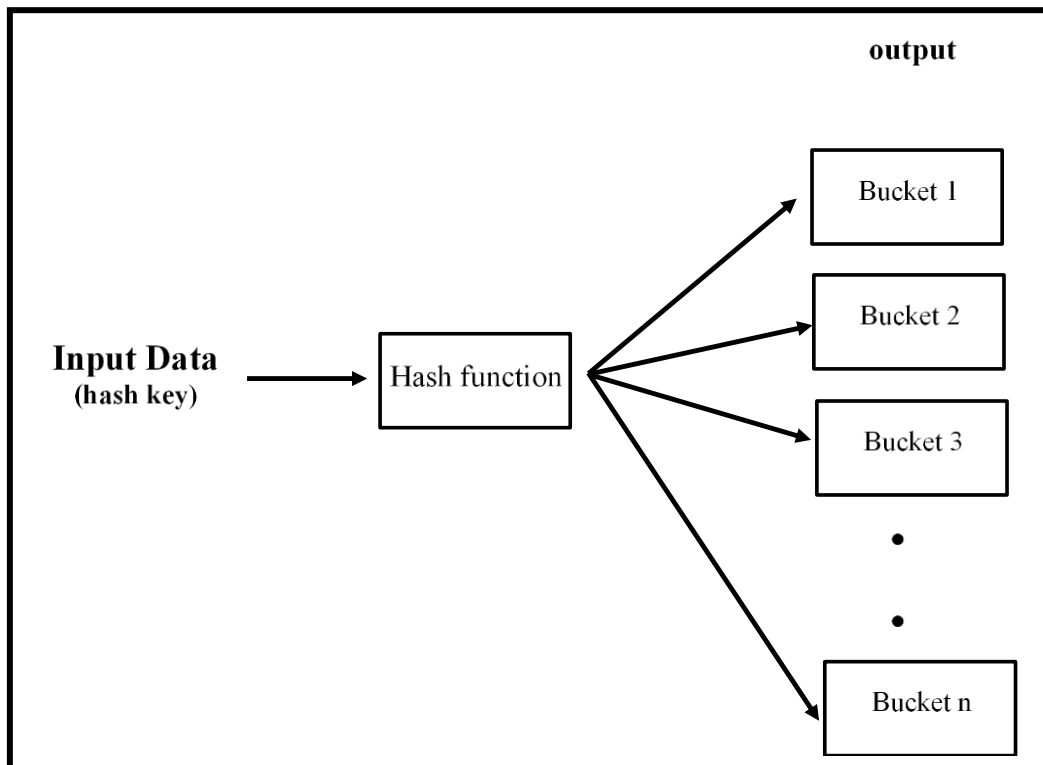 output
Bucket 1
Bucket 2
Input Data
(hash key)
Hash function
Bucket 3
Bucket n